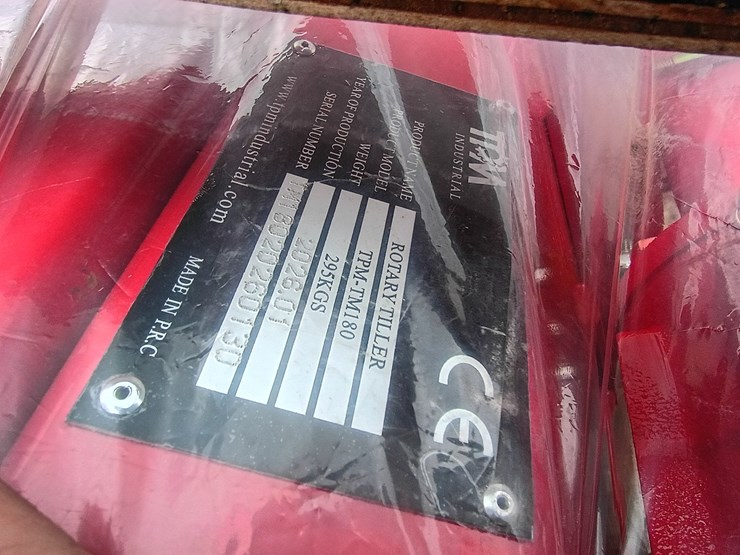 TPM
INDUSTRIAL
PRODUCT NAME ROTARY TILLER
PRODUCT MODEL TPM-TM180
WEIGHT 295KGS
YEAR OF PRODUCTION 2026.01
SERIAL NUMBER TM18020260130
www.tpmindustrial.com
MADE IN P.R.C
CE